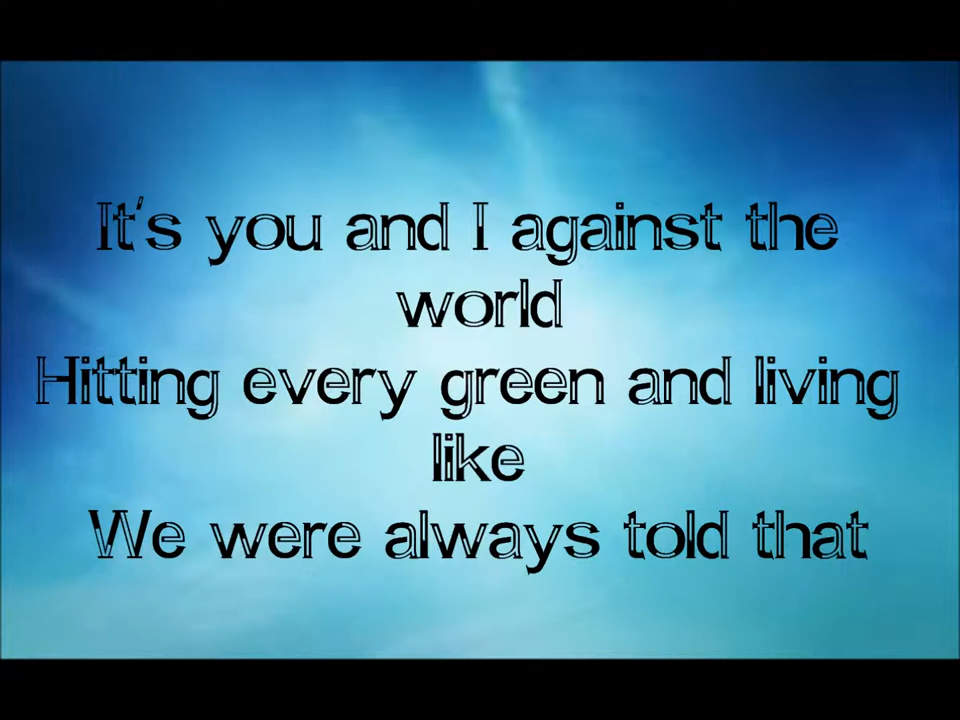 It's you and I against the
world
Hitting every green and living
like
We were always told that